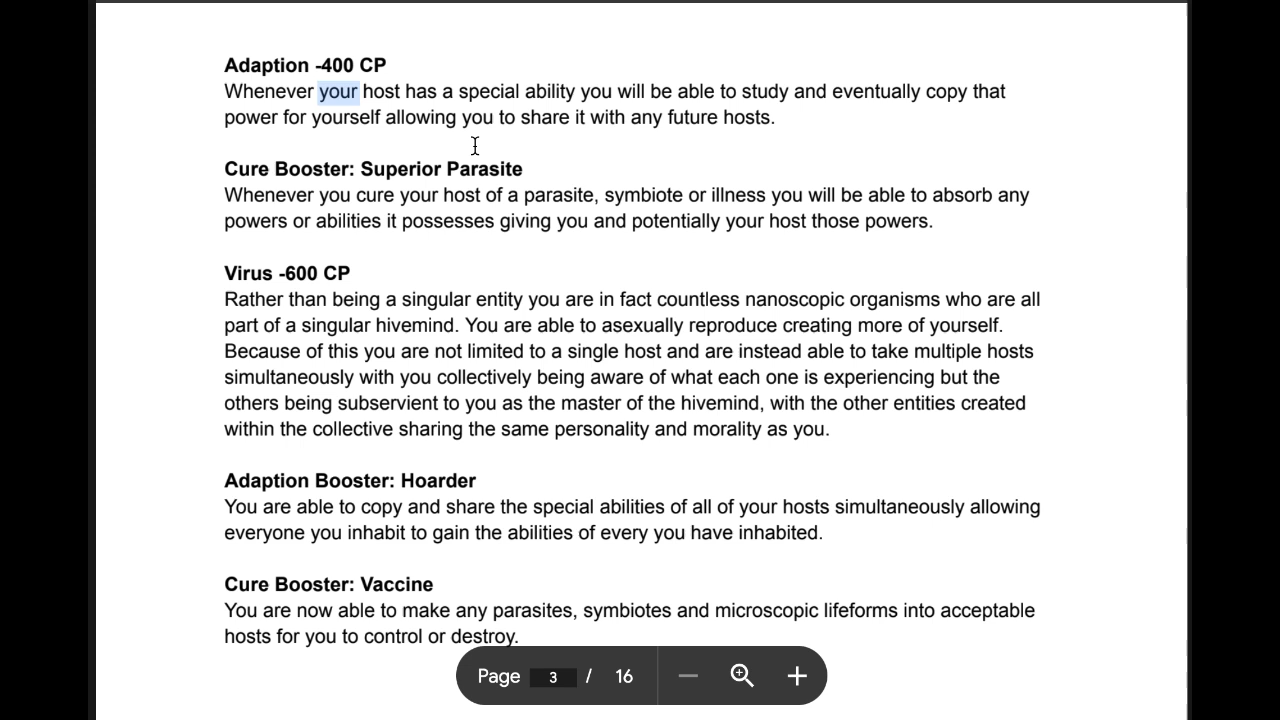 Adaption -400 CP
Whenever your host has a special ability you will be able to study and eventually copy that
power for yourself allowing you to share it with any future hosts.
Cure Booster: Superior Parasite
Whenever you cure your host of a parasite, symbiote or illness you will be able to absorb any
powers or abilities it possesses giving you and potentially your host those powers.
Virus -600 CP
Rather than being a singular entity you are in fact countless nanoscopic organisms who are all
part of a singular hivemind. You are able to asexually reproduce creating more of yourself.
Because of this you are not limited to a single host and are instead able to take multiple hosts
simultaneously with you collectively being aware of what each one is experiencing but the
others being subservient to you as the master of the hivemind, with the other entities created
within the collective sharing the same personality and morality as you.
Adaption Booster: Hoarder
You are able to copy and share the special abilities of all of your hosts simultaneously allowing
everyone you inhabit to gain the abilities of every you have inhabited.
Cure Booster: Vaccine
You are now able to make any parasites, symbiotes and microscopic lifeforms into acceptable
hosts for you to control or destroy.
Page 3 / 16